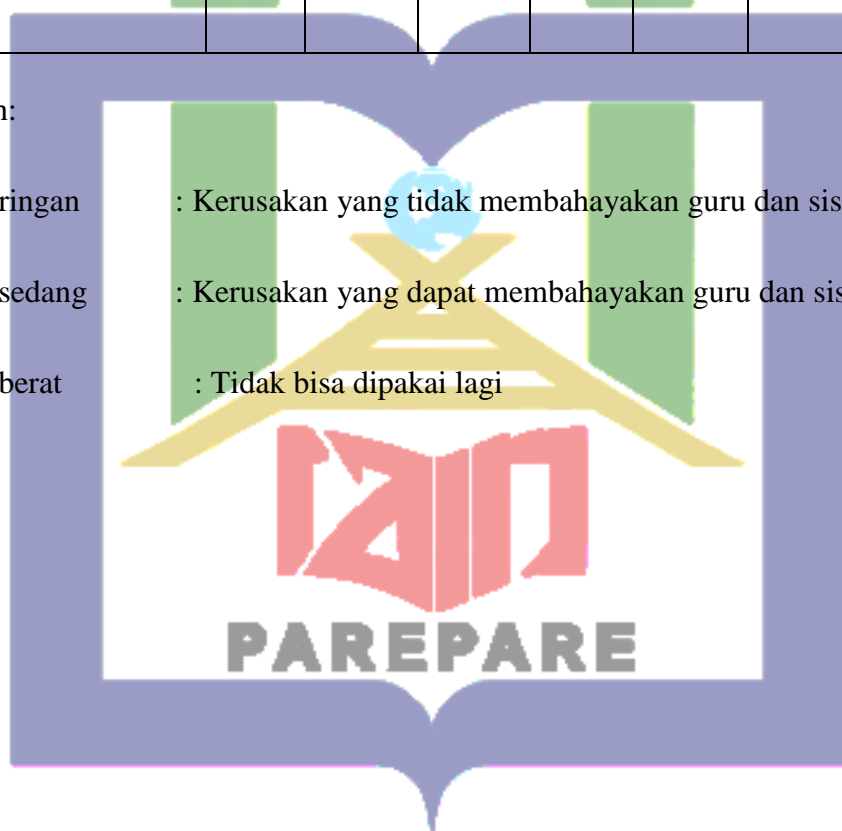 n:
ringan : Kerusakan yang tidak membahayakan guru dan sis
sedang : Kerusakan yang dapat membahayakan guru dan sis
berat : Tidak bisa dipakai lagi
iain
PAREPARE